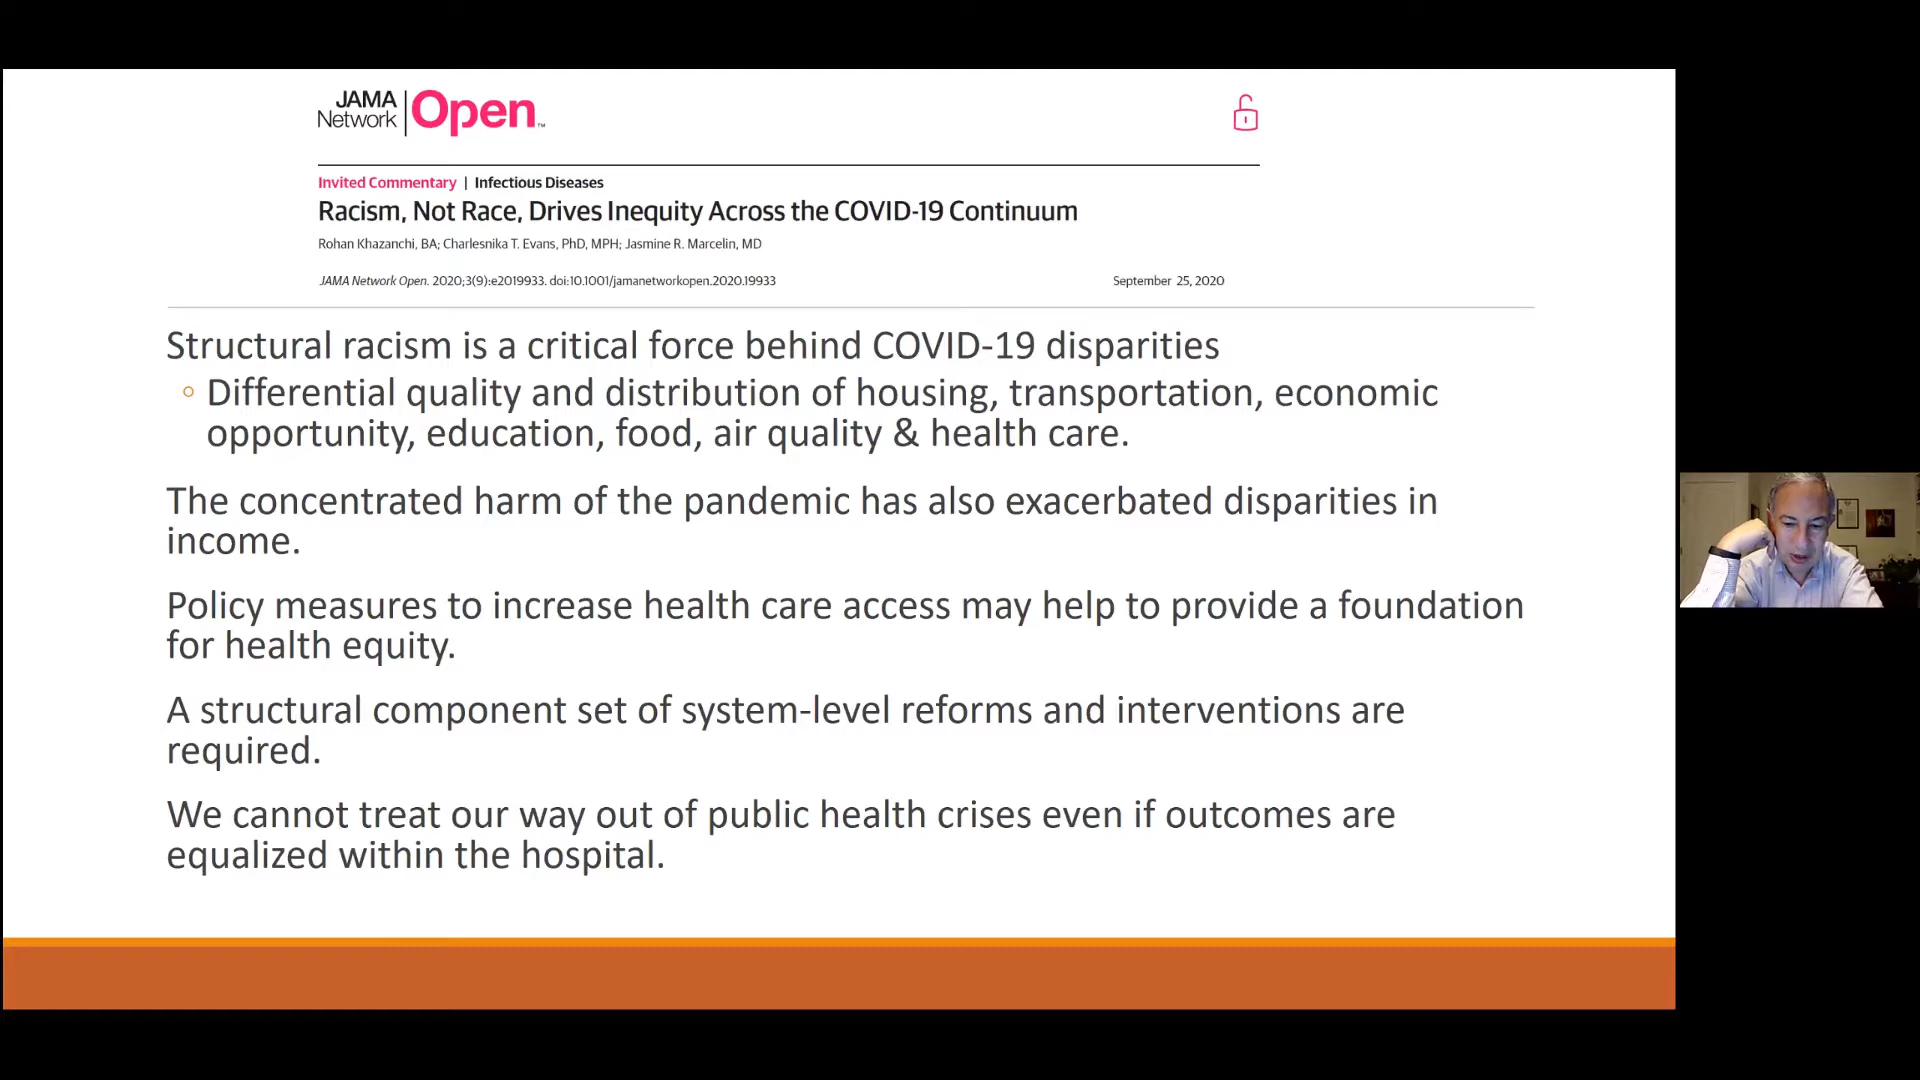 JAMA
Network
Open™
Invited Commentary | Infectious Diseases
Racism, Not Race, Drives Inequity Across the COVID-19 Continuum
Rohan Khazanchi, BA; Charlesnika T. Evans, PhD, MPH; Jasmine R. Marcelin, MD
JAMA Network Open. 2020;3(9):e2019933. doi:10.1001/jamanetworkopen.2020.19933
September 25, 2020
Structural racism is a critical force behind COVID-19 disparities
◦ Differential quality and distribution of housing, transportation, economic
opportunity, education, food, air quality & health care.
The concentrated harm of the pandemic has also exacerbated disparities in
income.
Policy measures to increase health care access may help to provide a foundation
for health equity.
A structural component set of system-level reforms and interventions are
required.
We cannot treat our way out of public health crises even if outcomes are
equalized within the hospital.